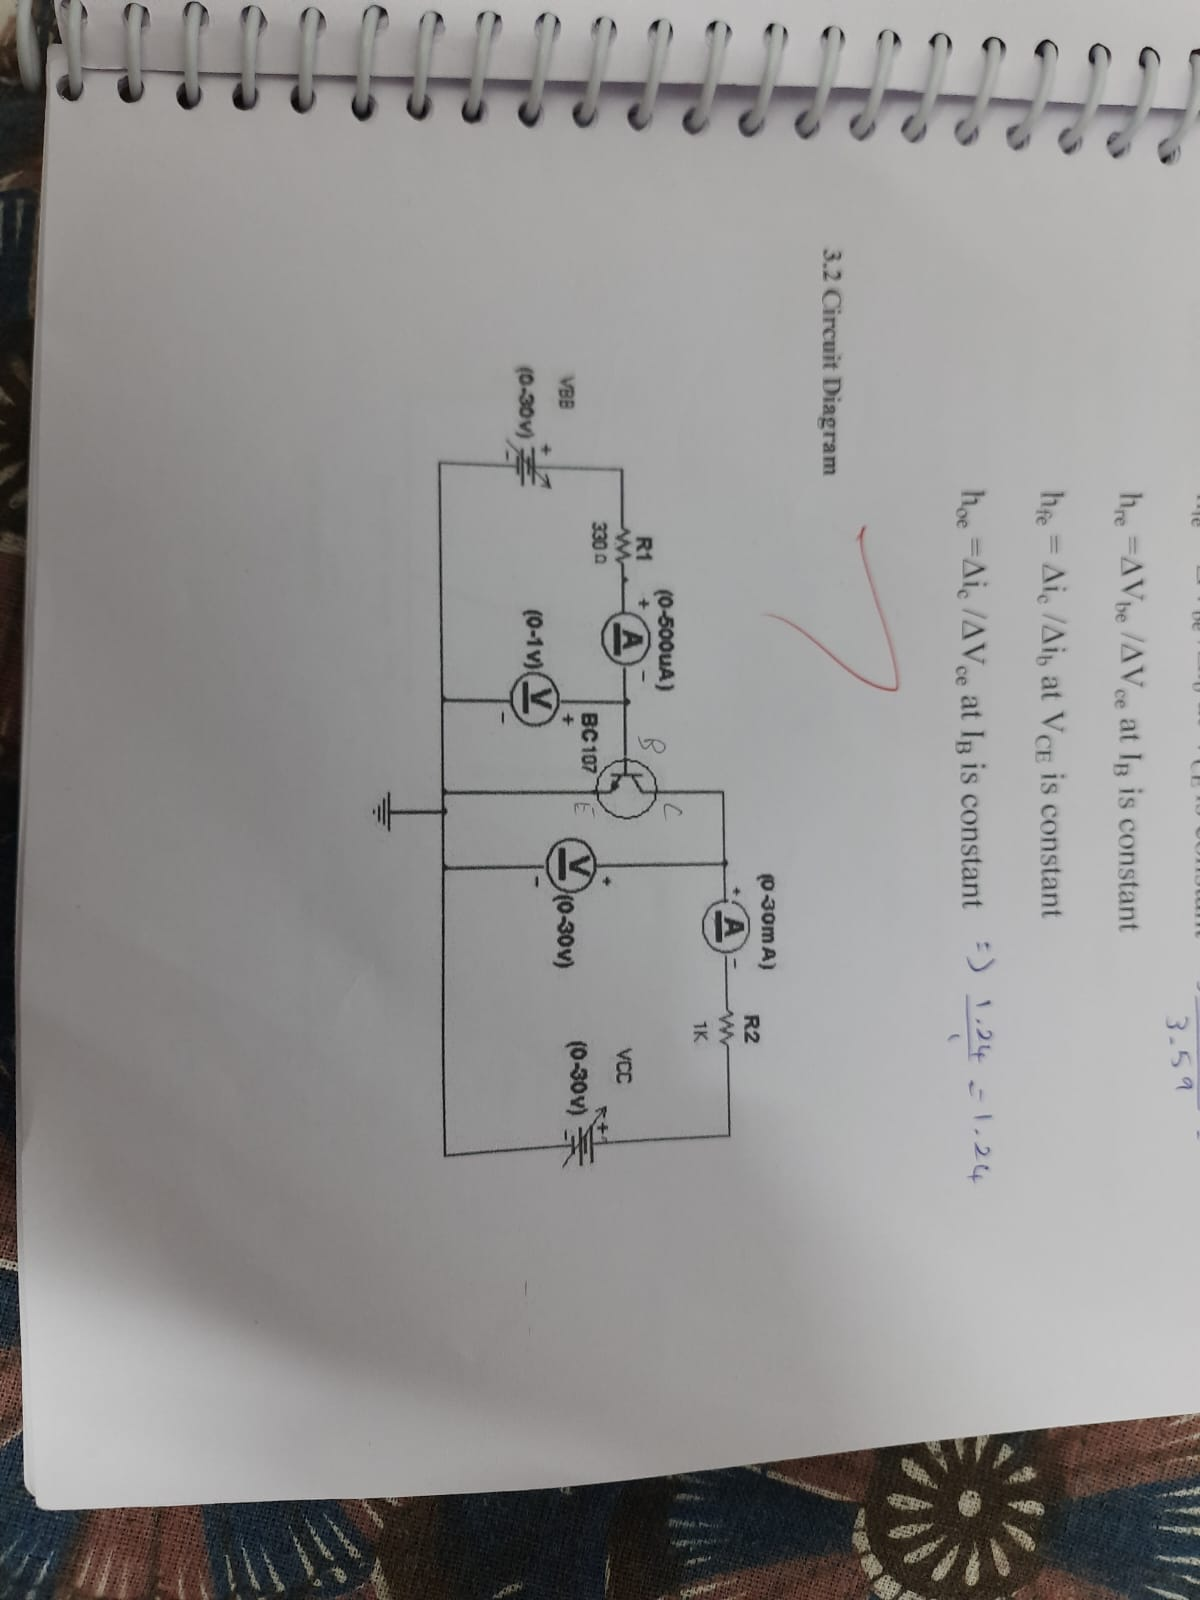 3.59
hre =ΔVbe /ΔVce at IB is constant
hfe = Δic /Δib at VCE is constant
hoe =Δic /ΔVce at IB is constant ⇒ 1.24 = 1.24
3.2 Circuit Diagram
(0-30mA)
+ A -
R2
1K
(0-500uA)
R1
330 Ω
+ A -
B
C
E
BC107
VBB
(0-30v)
+
-
(0-1v) V
+
-
V (0-30v)
+
-
VCC
(0-30v)
+
-